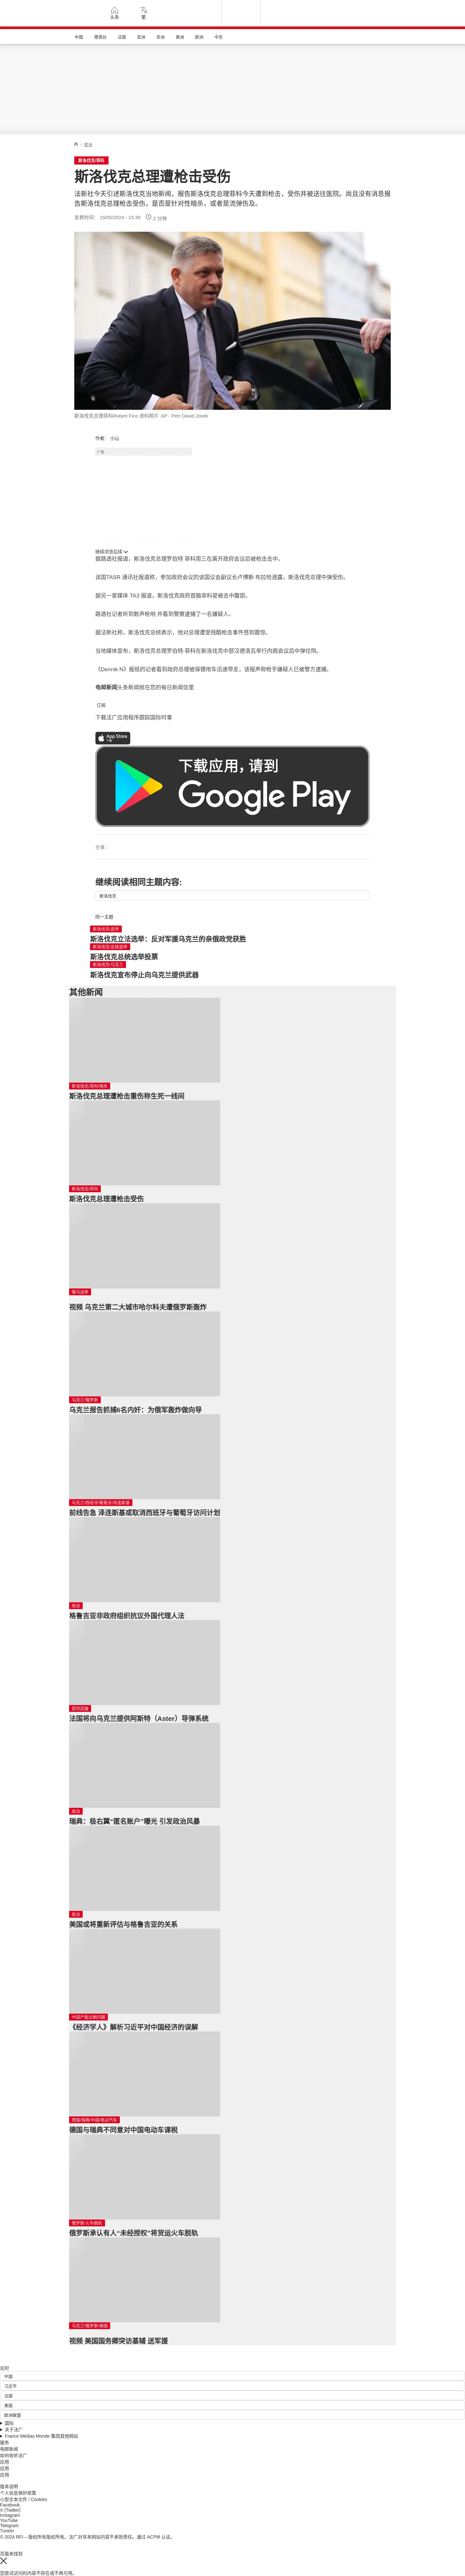 头条
繁
中国
港澳台
法国
亚洲
非洲
美洲
欧洲
中东
/ 欧洲
斯洛伐克/菲科
斯洛伐克总理遭枪击受伤
法新社今天引述斯洛伐克当地新闻，报告斯洛伐克总理菲科今天遭到枪击，受伤并被送往医院。尚且没有消息报
告斯洛伐克总理枪击受伤，是否是针对性暗杀，或者是流弹伤及。
发表时间： 15/05/2024 - 15:39
2 分钟
斯洛伐克总理菲科Robert Fico 资料照片 AP - Petr David Josek
作者： 小山
广告
继续浏览后续
据路透社报道，斯洛伐克总理罗伯特·菲科周三在离开政府会议后被枪击击中。
该国TASR 通讯社报道称，参加政府会议的该国议会副议长卢博斯·布拉哈透露，斯洛伐克总理中弹受伤。
据另一家媒体 TA3 报道，斯洛伐克政府首脑菲科是被击中腹部。
路透社记者听到数声枪响 并看到警察逮捕了一名嫌疑人。
据法新社称，斯洛伐克总统表示，他对总理遭受残酷枪击事件感到震惊。
当地媒体宣布，斯洛伐克总理罗伯特·菲科在斯洛伐克中部汉德洛瓦举行内阁会议后中弹住院。
《Dennik N》报纸的记者看到政府总理被保镖用车迅速带走，该报声称枪手嫌疑人已被警方逮捕。
电邮新闻头条新闻就在您的每日新闻信里
订阅
下载法广应用程序跟踪国际时事
App Store
下载
下载应用，请到
Google Play
分享：
继续阅读相同主题内容:
斯洛伐克
同一主题
斯洛伐克/选举
斯洛伐克立法选举：反对军援乌克兰的亲俄政党获胜
斯洛伐克/总统选举
斯洛伐克总统选举投票
斯洛伐克/乌克兰
斯洛伐克宣布停止向乌克兰提供武器
其他新闻
斯洛伐克/菲科/暗杀
斯洛伐克总理遭枪击重伤称生死一线间
斯洛伐克/菲科
斯洛伐克总理遭枪击受伤
俄乌战争
视频 乌克兰第二大城市哈尔科夫遭俄罗斯轰炸
乌克兰/俄罗斯
乌克兰报告抓捕6名内奸：为俄军轰炸做向导
乌克兰/西班牙/葡萄牙/泽连斯基
前线告急 泽连斯基或取消西班牙与葡萄牙访问计划
政治
格鲁吉亚非政府组织抗议外国代理人法
提供武器
法国将向乌克兰提供阿斯特（Aster）导弹系统
政治
瑞典：极右翼“匿名账户”曝光 引发政治风暴
政治
美国或将重新评估与格鲁吉亚的关系
中国产能过剩问题
《经济学人》解析习近平对中国经济的误解
德国/瑞典/中国/电动汽车
德国与瑞典不同意对中国电动车课税
俄罗斯/火车脱轨
俄罗斯承认有人“未经授权”将货运火车脱轨
乌克兰/俄罗斯/美国
视频 美国国务卿突访基辅 送军援
实时
中国
习近平
法国
美国
欧洲联盟
国际
关于法广
France Médias Monde 集团其他网站
服务
电邮新闻
如何收听法广
应用
应用
应用
版本说明
个人信息保护政策
小型文本文件 / Cookies
Facebook
X (Twitter)
Instagram
YouTube
Telegram
TuneIn
© 2024 RFI – 版权所有版权所有。法广对非本网站内容不承担责任。通过 ACPM 认证。
页面未找到
您尝试访问的内容不存在或不再可用。